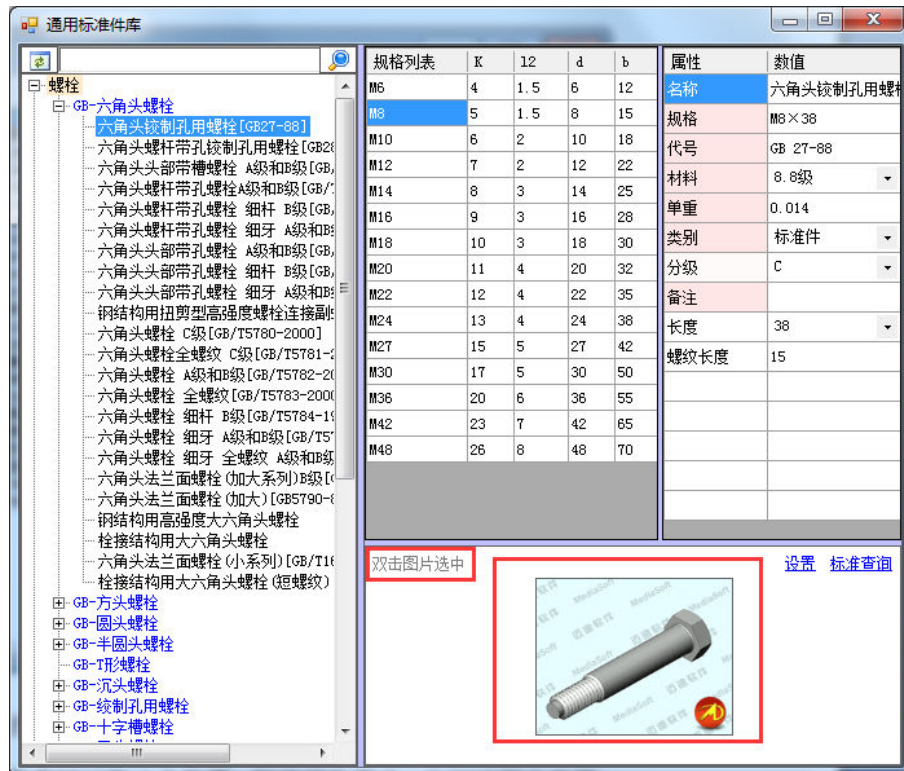 通用标准件库
螺栓
GB-六角头螺栓
六角头铰制孔用螺栓[GB27-88]
六角头螺杆带孔铰制孔用螺栓[GB28
六角头头部带槽螺栓 A级和B级[GB,
六角头螺杆带孔螺栓A级和B级[GB/
六角头螺杆带孔螺栓 细杆 B级[GB,
六角头螺杆带孔螺栓 细牙 A级和B
六角头头部带孔螺栓 A级和B级[GB,
六角头头部带孔螺栓 细杆 B级[GB,
六角头头部带孔螺栓 细牙 A级和B
钢结构用扭剪型高强度螺栓连接副
六角头螺栓 C级[GB/T5780-2000]
六角头螺栓全螺纹 C级[GB/T5781-
六角头螺栓 A级和B级[GB/T5782-20
六角头螺栓 全螺纹[GB/T5783-2000
六角头螺栓 细杆 B级[GB/T5784-19
六角头螺栓 细牙 A级和B级[GB/T5
六角头螺栓 细牙 全螺纹 A级和B级
六角头法兰面螺栓(加大系列)B级[
六角头法兰面螺栓(加大)[GB5790-8
钢结构用高强度大六角头螺栓
栓接结构用大六角头螺栓
六角头法兰面螺栓(小系列)[GB/T16
栓接结构用大六角头螺栓(短螺纹)
GB-方头螺栓
GB-圆头螺栓
GB-半圆头螺栓
GB-T形螺栓
GB-沉头螺栓
GB-绞制孔用螺栓
GB-十字槽螺栓
规格列表 K l2 d b
M6 4 1.5 6 12
M8 5 1.5 8 15
M10 6 2 10 18
M12 7 2 12 22
M14 8 3 14 25
M16 9 3 16 28
M18 10 3 18 30
M20 11 4 20 32
M22 12 4 22 35
M24 13 4 24 38
M27 15 5 27 42
M30 17 5 30 50
M36 20 6 36 55
M42 23 7 42 65
M48 26 8 48 70
属性 数值
名称 六角头铰制孔用螺
规格 M8×38
代号 GB 27-88
材料 8.8级
单重 0.014
类别 标准件
分级 C
备注
长度 38
螺纹长度 15
双击图片选中
设置 标准查询
MediaSoft
迈迪软件